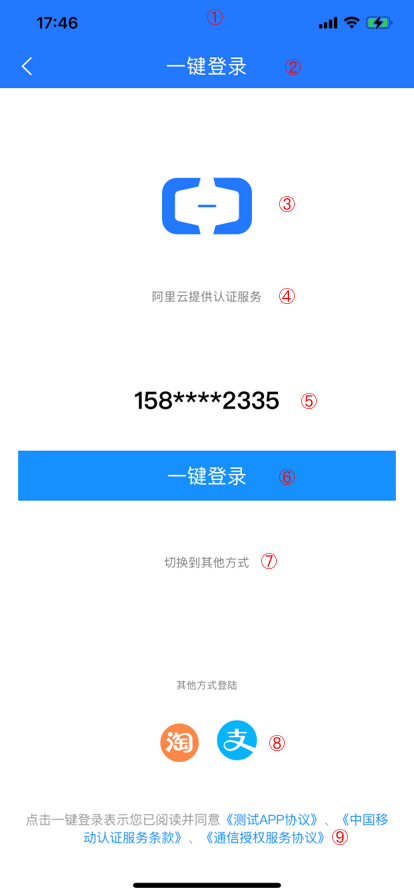 17:46 ①
一键登录 ②
③
阿里云提供认证服务 ④
158****2335 ⑤
一键登录 ⑥
切换到其他方式 ⑦
其他方式登陆
淘 支 ⑧
点击一键登录表示您已阅读并同意《测试APP协议》、《中国移
动认证服务条款》、《通信授权服务协议》⑨